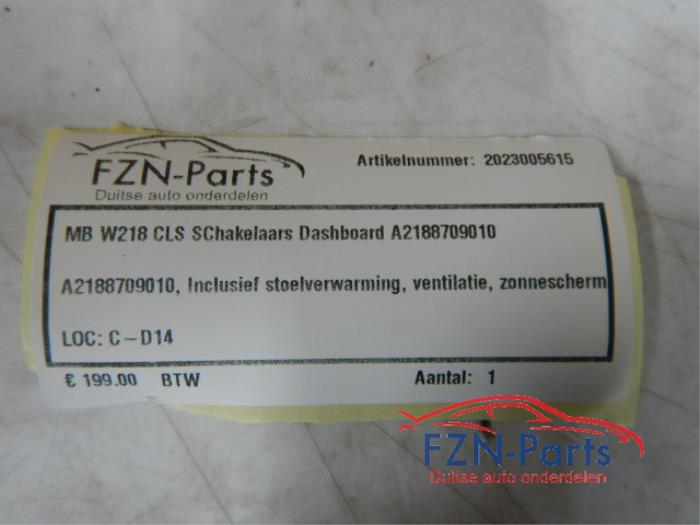 FZN-Parts
Duitse auto onderdelen
Artikelnummer: 2023005615
MB W218 CLS SChakelaars Dashboard A2188709010
A2188709010, Inclusief stoelverwarming, ventilatie, zonnescherm
LOC: C-D14
€ 199.00 BTW
Aantal: 1
FZN-Parts
Duitse auto onderdelen